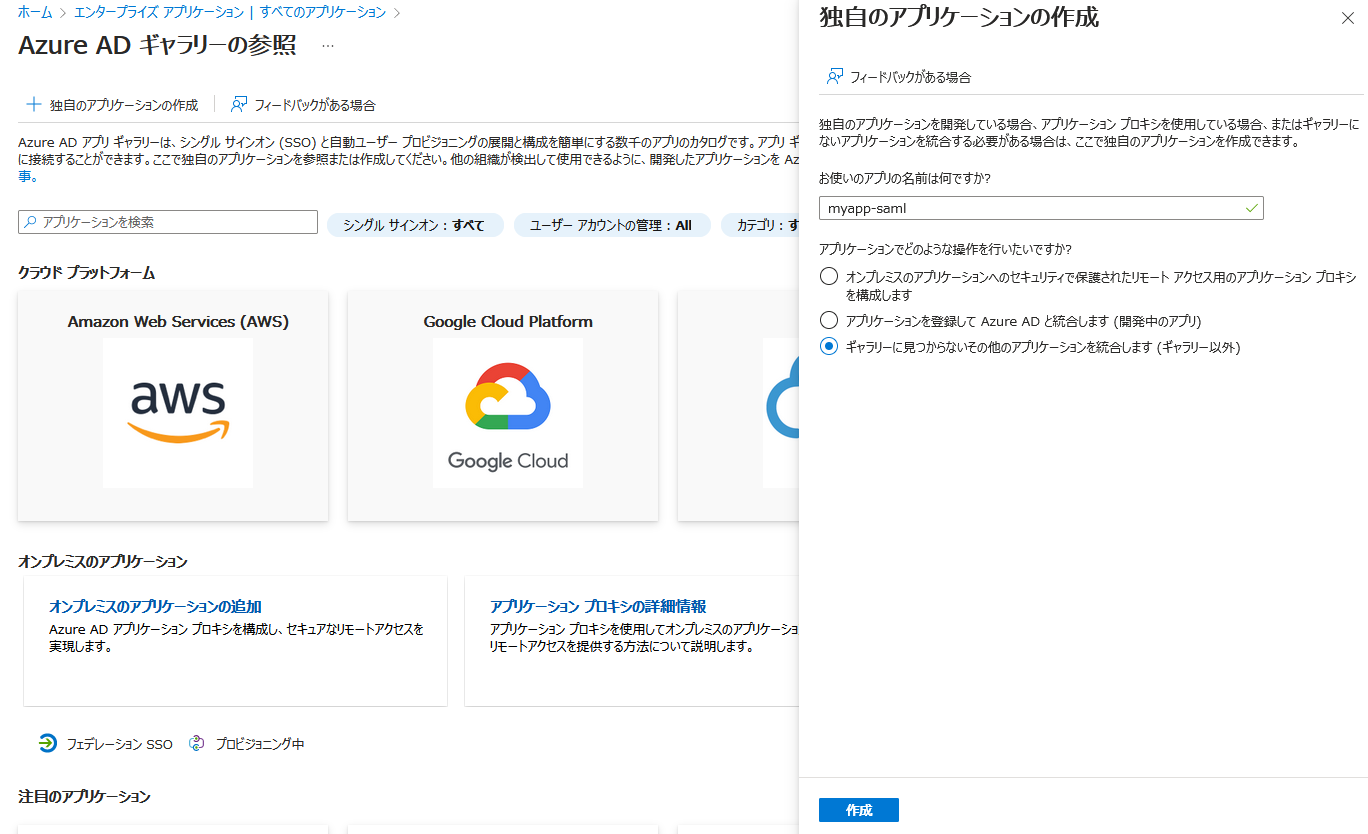 ホーム > エンタープライズ アプリケーション | すべてのアプリケーション >
Azure AD ギャラリーの参照 …
独自のアプリケーションの作成
フィードバックがある場合
Azure AD アプリ ギャラリーは、シングル サインオン (SSO) と自動ユーザー プロビジョニングの展開と構成を簡単にする数千のアプリのカタログです。アプリ ギ
に接続することができます。ここで独自のアプリケーションを参照または作成してください。他の組織が検出して使用できるように、開発したアプリケーションを Az
事。
アプリケーションを検索
シングル サインオン : すべて
ユーザー アカウントの管理 : All
カテゴリ : す
クラウド プラットフォーム
Amazon Web Services (AWS)
aws
Google Cloud Platform
Google Cloud
オンプレミスのアプリケーション
オンプレミスのアプリケーションの追加
Azure AD アプリケーション プロキシを構成し、セキュアなリモートアクセスを
実現します。
アプリケーション プロキシの詳細情報
アプリケーション プロキシを使用してオンプレミスのアプリケーショ
リモートアクセスを提供する方法について説明します。
フェデレーション SSO
プロビジョニング中
注目のアプリケーション
独自のアプリケーションの作成
フィードバックがある場合
独自のアプリケーションを開発している場合、アプリケーション プロキシを使用している場合、またはギャラリーに
ないアプリケーションを統合する必要がある場合は、ここで独自のアプリケーションを作成できます。
お使いのアプリの名前は何ですか?
myapp-saml
アプリケーションでどのような操作を行いたいですか?
オンプレミスのアプリケーションへのセキュリティで保護されたリモート アクセス用のアプリケーション プロキシ
を構成します
アプリケーションを登録して Azure AD と統合します (開発中のアプリ)
ギャラリーに見つからないその他のアプリケーションを統合します (ギャラリー以外)
作成